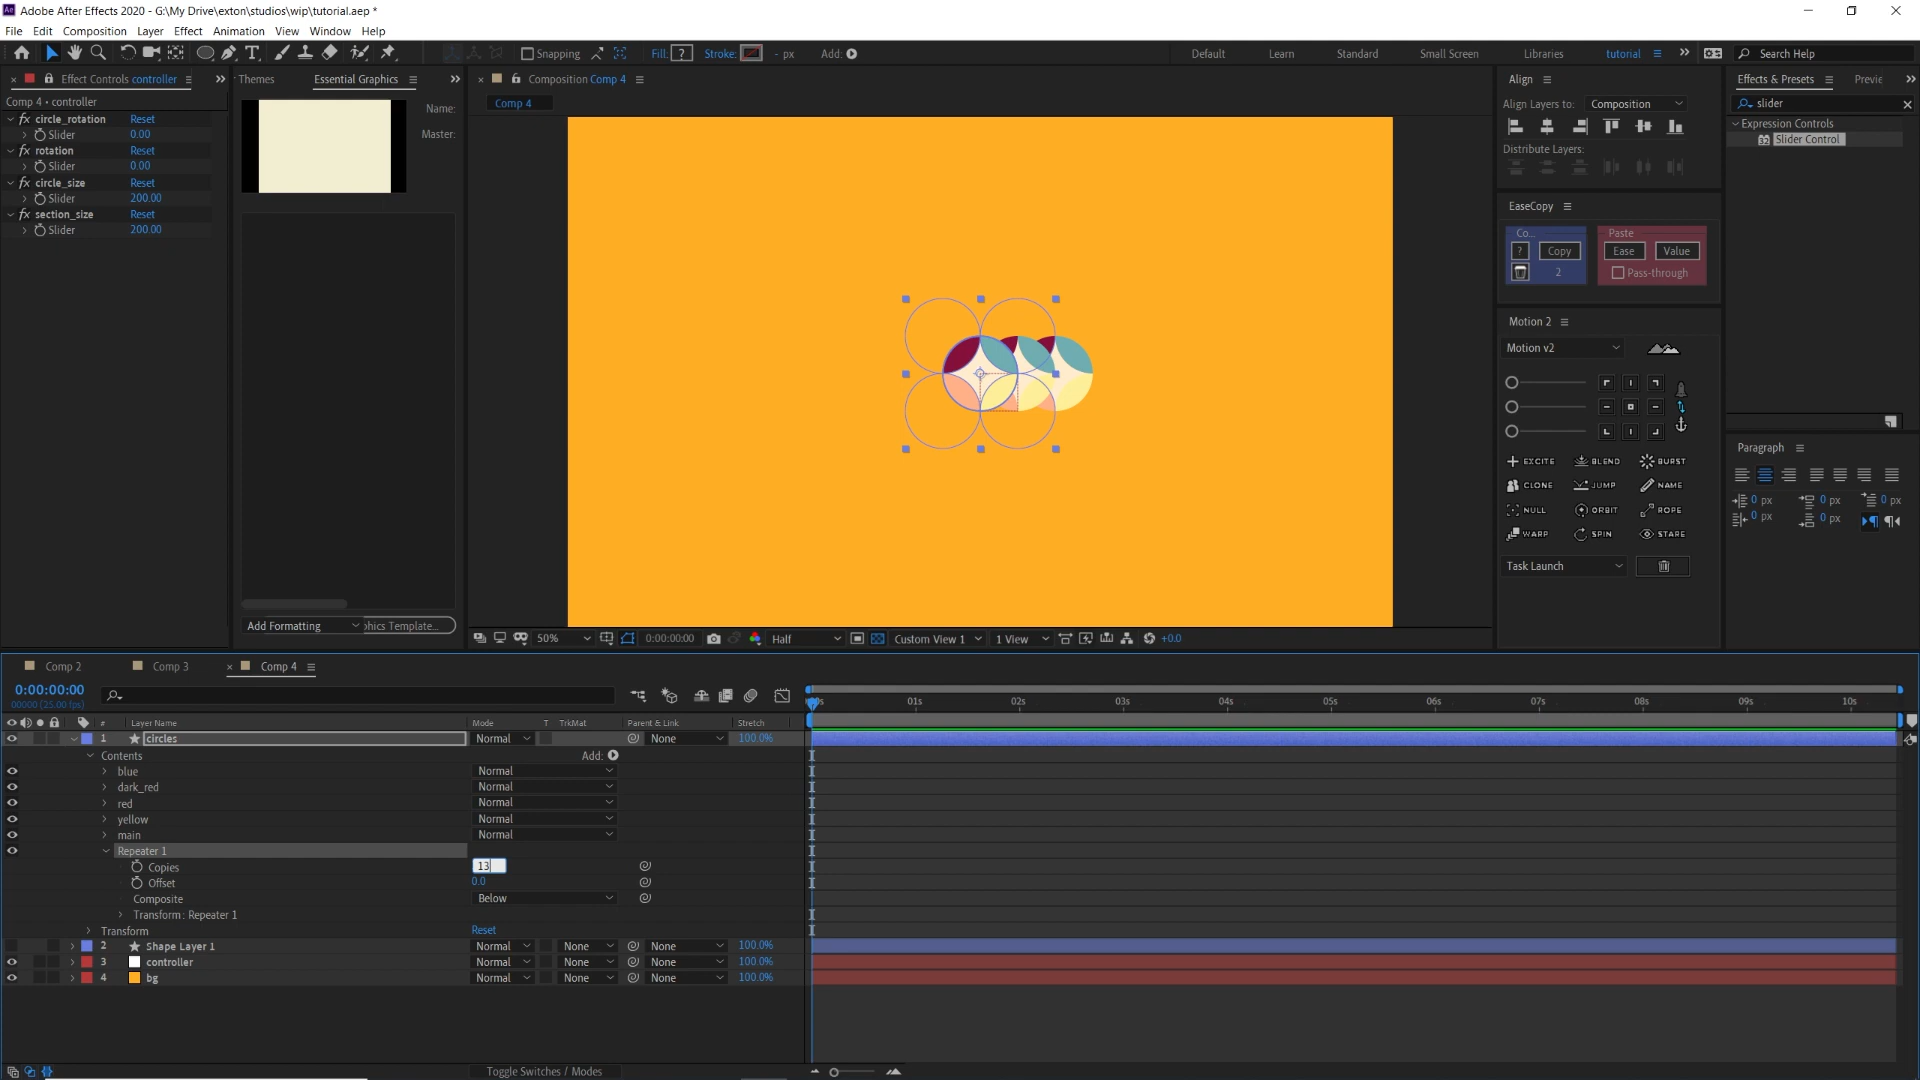 Adobe After Effects 2020 - G:\My Drive\exton\studios\wip\tutorial.aep *
File Edit Composition Layer Effect Animation View Window Help
Snapping Fill: ? Stroke: - px Add: Default Learn Standard Small Screen Libraries tutorial Search Help
Effect Controls controller Themes Essential Graphics Composition Comp 4 Align Effects & Presets Previe
Comp 4 • controller
Comp 4
Name:
Master:
circle_rotation Reset
Slider 0.00
rotation Reset
Slider 0.00
circle_size Reset
Slider 200.00
section_size Reset
Slider 200.00
Add Formatting phics Template...
50% 0:00:00:00 Half Custom View 1 1 View +0.0
Align Layers to: Composition
Distribute Layers:
slider
Expression Controls
32 Slider Control
EaseCopy
Co... Paste
? Copy Ease Value
2 Pass-through
Motion 2
Motion v2
EXCITE BLEND BURST
CLONE JUMP NAME
NULL ORBIT ROPE
WARP SPIN STARE
Task Launch
Paragraph
0 px 0 px 0 px
0 px 0 px
Comp 2 Comp 3 Comp 4
0:00:00:00
00000 (25.00 fps)
0s 01s 02s 03s 04s 05s 06s 07s 08s 09s 10s
# Layer Name Mode T TrkMat Parent & Link Stretch
1 circles Normal None 100.0%
Contents Add:
blue Normal
dark_red Normal
red Normal
yellow Normal
main Normal
Repeater 1
Copies 13
Offset 0.0
Composite Below
Transform: Repeater 1
Transform Reset
2 Shape Layer 1 Normal None None 100.0%
3 controller Normal None None 100.0%
4 bg Normal None None 100.0%
Toggle Switches / Modes